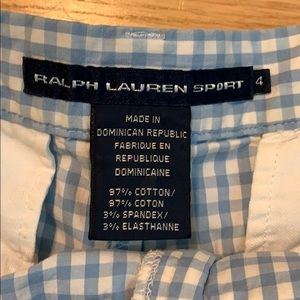 RALPH LAUREN SPORT 4
MADE IN
DOMINICAN REPUBLIC
FABRIQUE EN
REPUBLIQUE
DOMINICAINE
97% COTTON/
97% COTON
3% SPANDEX/
3% ELASTHANNE